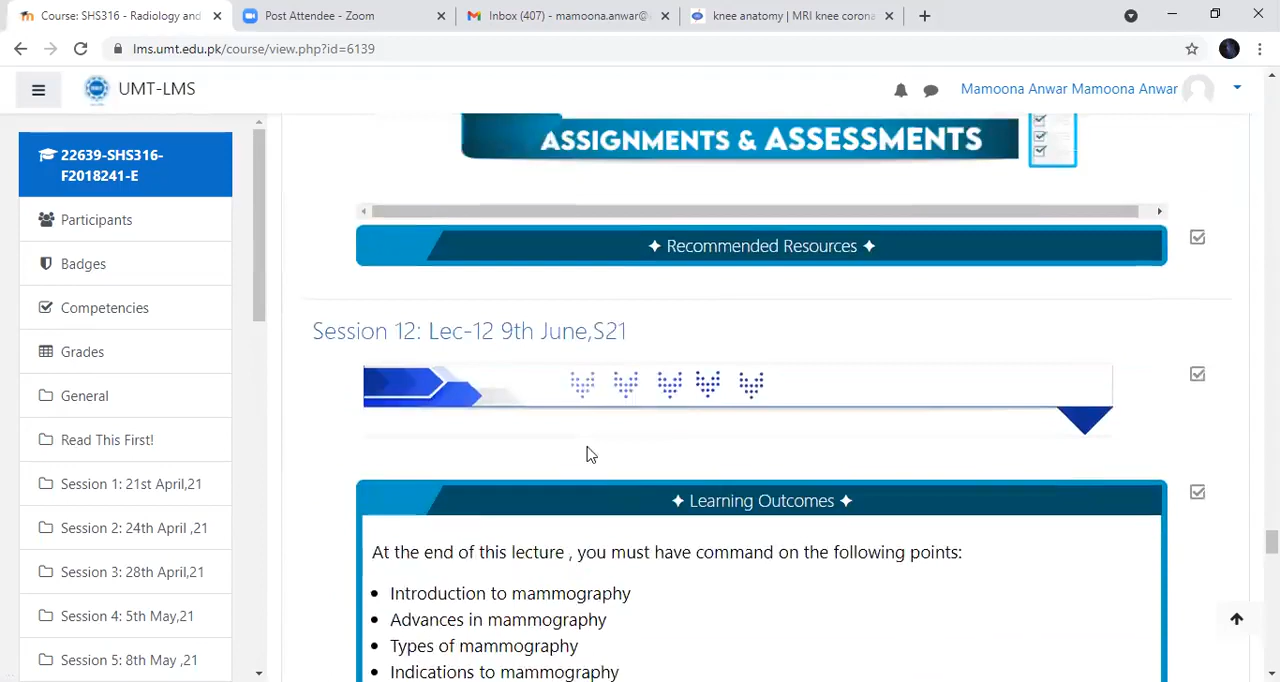 Course: SHS316 - Radiology and
Post Attendee - Zoom
Inbox (407) - mamoona.anwar@
knee anatomy | MRI knee corona
lms.umt.edu.pk/course/view.php?id=6139
UMT-LMS
Mamoona Anwar Mamoona Anwar
22639-SHS316-
F2018241-E
Participants
Badges
Competencies
Grades
General
Read This First!
Session 1: 21st April,21
Session 2: 24th April ,21
Session 3: 28th April,21
Session 4: 5th May,21
Session 5: 8th May ,21
ASSIGNMENTS & ASSESSMENTS
✦ Recommended Resources ✦
Session 12: Lec-12 9th June,S21
✦ Learning Outcomes ✦
At the end of this lecture , you must have command on the following points:
• Introduction to mammography
• Advances in mammography
• Types of mammography
• Indications to mammography